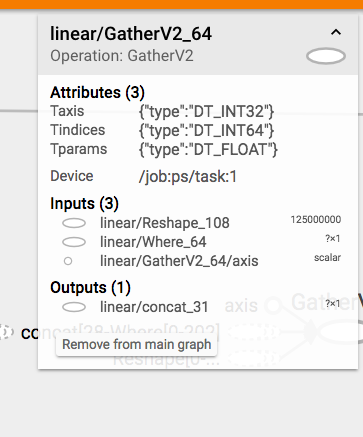 linear/GatherV2_64
Operation: GatherV2
Attributes (3)
Taxis {"type":"DT_INT32"}
Tindices {"type":"DT_INT64"}
Tparams {"type":"DT_FLOAT"}
Device /job:ps/task:1
Inputs (3)
linear/Reshape_108 125000000
linear/Where_64 ?×1
linear/GatherV2_64/axis scalar
Outputs (1)
linear/concat_31 ?×1
axis GatherV
Remove from main graph